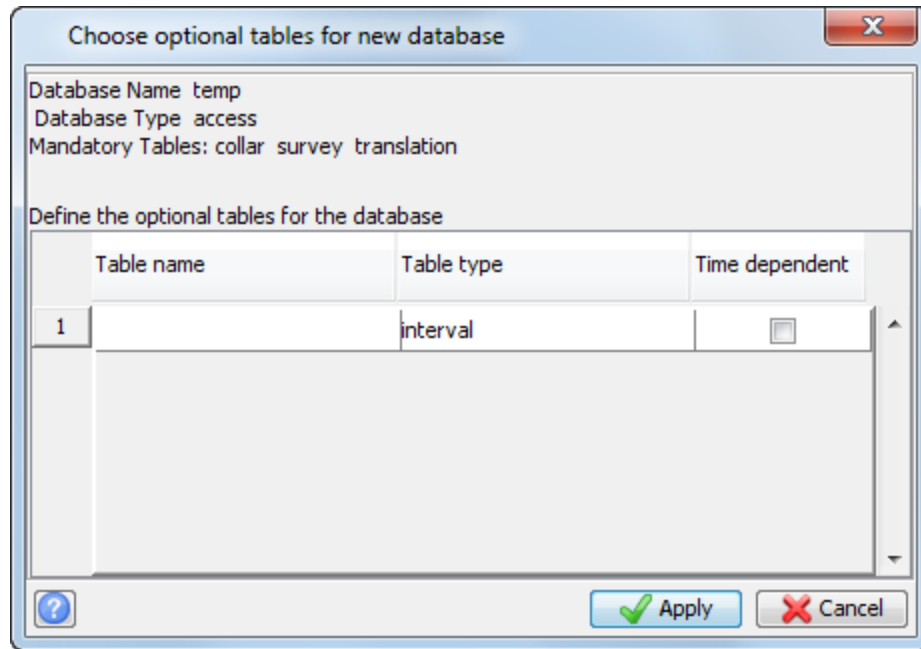 Choose optional tables for new database
Database Name temp
Database Type access
Mandatory Tables: collar survey translation
Define the optional tables for the database
Table name Table type Time dependent
1 interval
? Apply Cancel